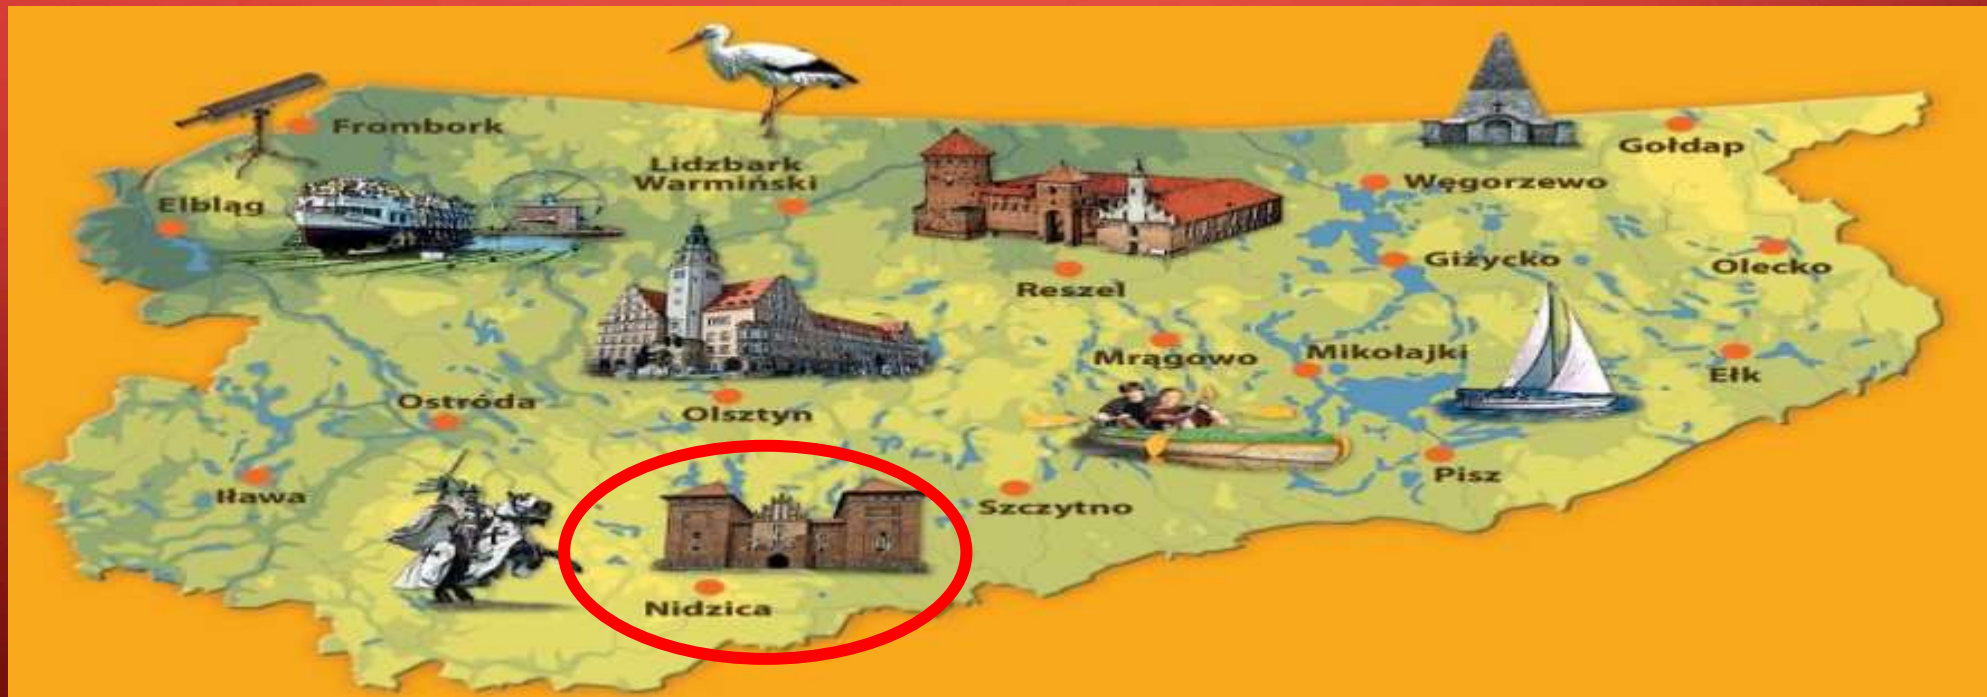 Frombork
Gołdap
Lidzbark
Warmiński
Węgorzewo
Elbląg
Giżycko
Olecko
Reszel
Mrągowo
Mikołajki
Ełk
Ostróda
Olsztyn
Pisz
Iława
Szczytno
Nidzica